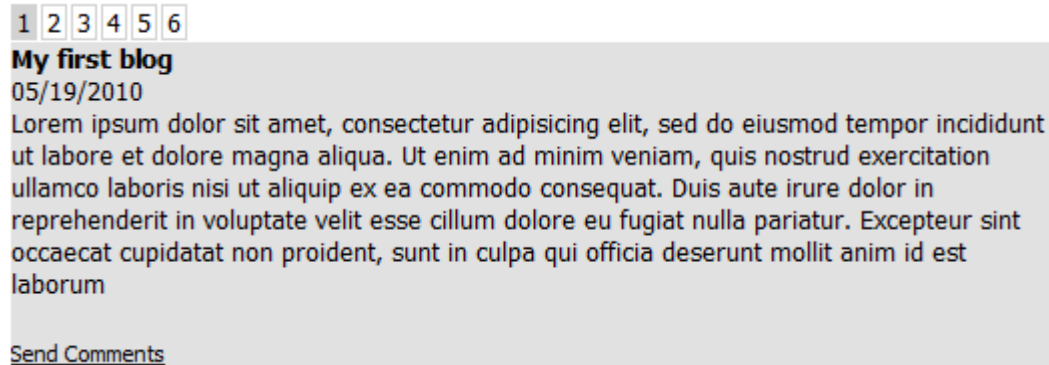 1 2 3 4 5 6
My first blog
05/19/2010
Lorem ipsum dolor sit amet, consectetur adipisicing elit, sed do eiusmod tempor incididunt
ut labore et dolore magna aliqua. Ut enim ad minim veniam, quis nostrud exercitation
ullamco laboris nisi ut aliquip ex ea commodo consequat. Duis aute irure dolor in
reprehenderit in voluptate velit esse cillum dolore eu fugiat nulla pariatur. Excepteur sint
occaecat cupidatat non proident, sunt in culpa qui officia deserunt mollit anim id est
laborum
Send Comments